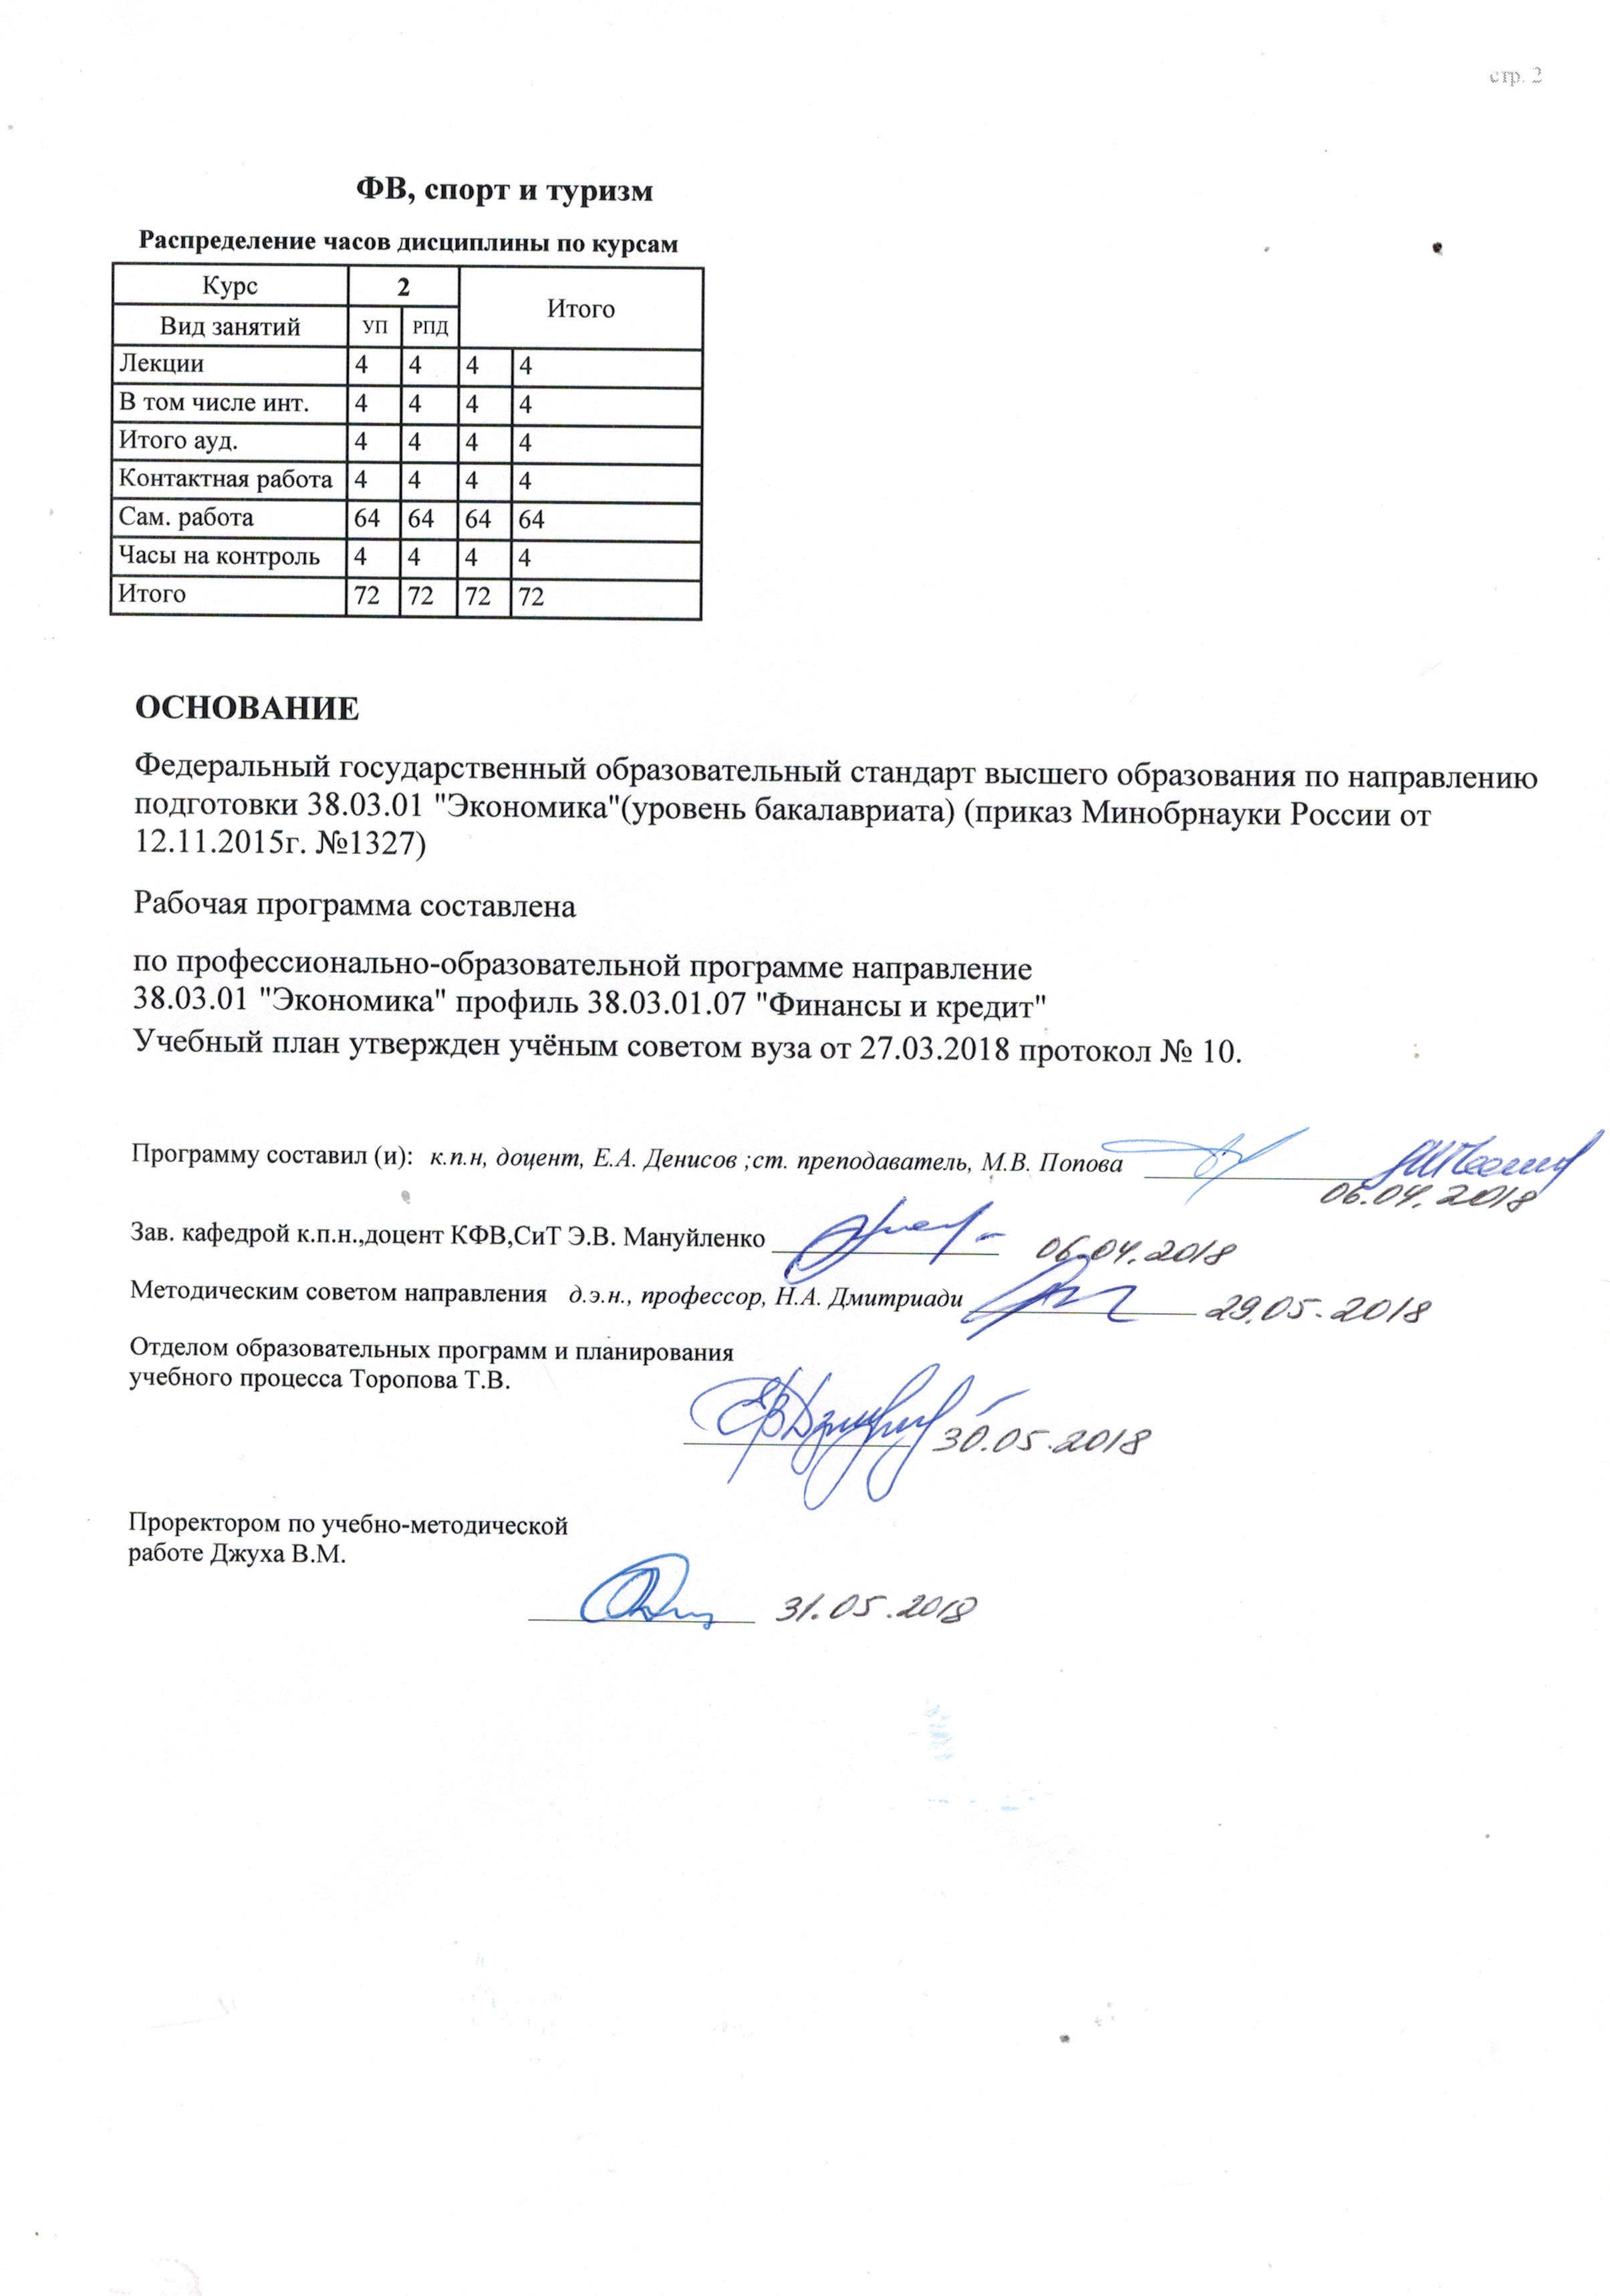 стр. 2
ФВ, спорт и туризм
Распределение часов дисциплины по курсам
Курс 2 Итого
Вид занятий УП РПД
Лекции 4 4 4 4
В том числе инт. 4 4 4 4
Итого ауд. 4 4 4 4
Контактная работа 4 4 4 4
Сам. работа 64 64 64 64
Часы на контроль 4 4 4 4
Итого 72 72 72 72
ОСНОВАНИЕ
Федеральный государственный образовательный стандарт высшего образования по направлению
подготовки 38.03.01 "Экономика"(уровень бакалавриата) (приказ Минобрнауки России от
12.11.2015г. №1327)
Рабочая программа составлена
по профессионально-образовательной программе направление
38.03.01 "Экономика" профиль 38.03.01.07 "Финансы и кредит"
Учебный план утвержден учёным советом вуза от 27.03.2018 протокол № 10.
Программу составил (и): к.п.н, доцент, Е.А. Денисов ;ст. преподаватель, М.В. Попова
06.04.2018
Зав. кафедрой к.п.н.,доцент КФВ,СиТ Э.В. Мануйленко 06.04.2018
Методическим советом направления д.э.н., профессор, Н.А. Дмитриади 29.05.2018
Отделом образовательных программ и планирования
учебного процесса Торопова Т.В.
30.05.2018
Проректором по учебно-методической
работе Джуха В.М.
31.05.2018